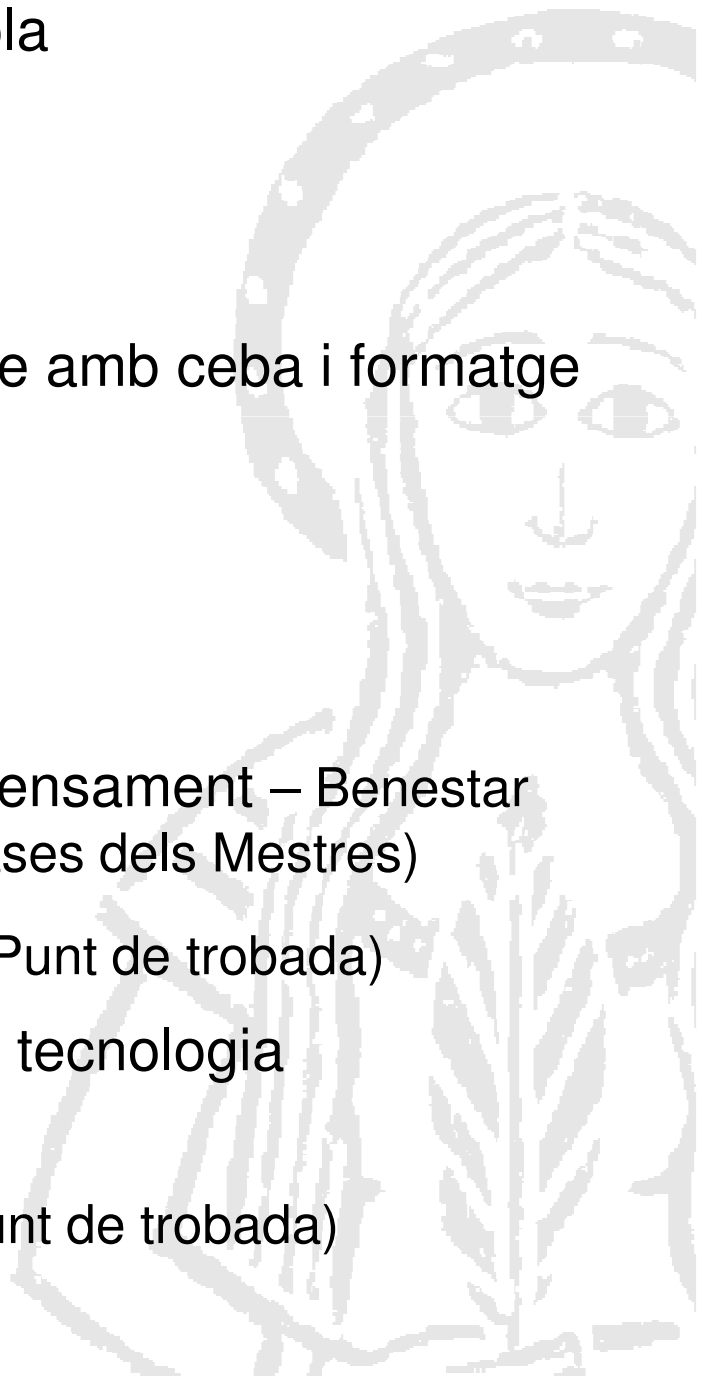 la
e amb ceba i formatge
ensament – Benestar
ses dels Mestres)
Punt de trobada)
tecnologia
unt de trobada)